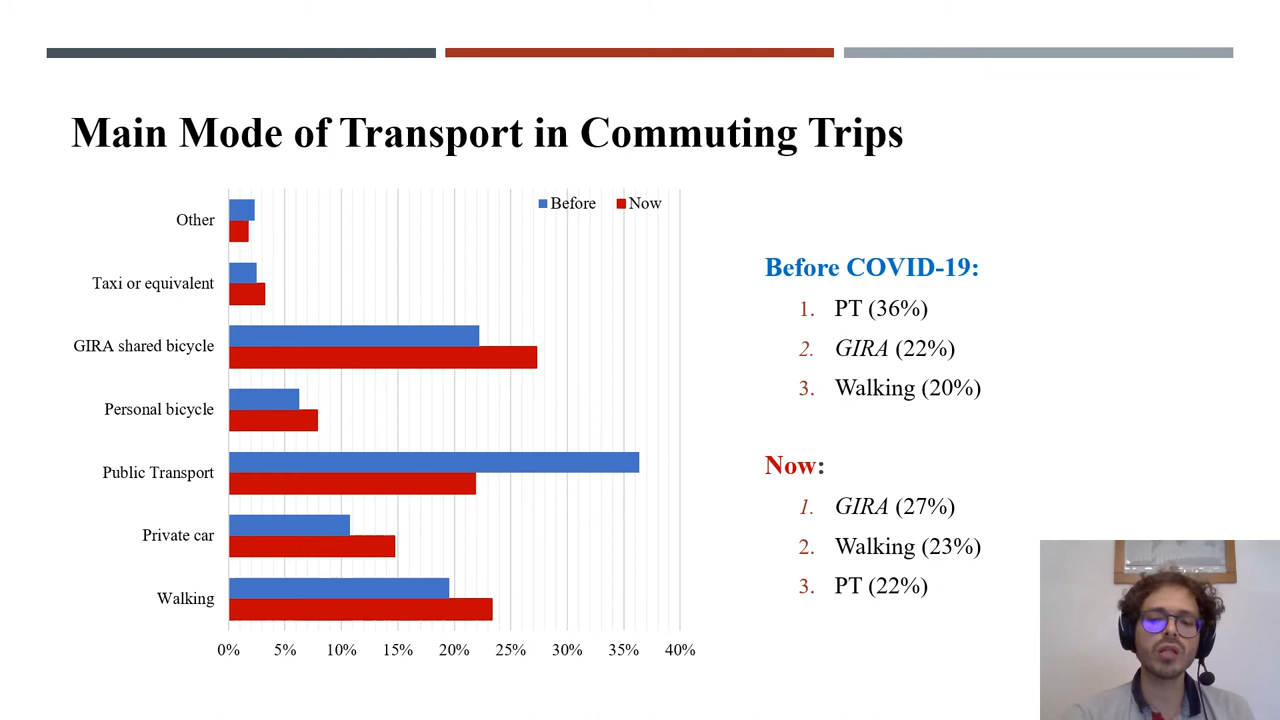 Main Mode of Transport in Commuting Trips
Before Now
Other
Taxi or equivalent
GIRA shared bicycle
Personal bicycle
Public Transport
Private car
Walking
0% 5% 10% 15% 20% 25% 30% 35% 40%
Before COVID-19:
1. PT (36%)
2. GIRA (22%)
3. Walking (20%)
Now:
1. GIRA (27%)
2. Walking (23%)
3. PT (22%)